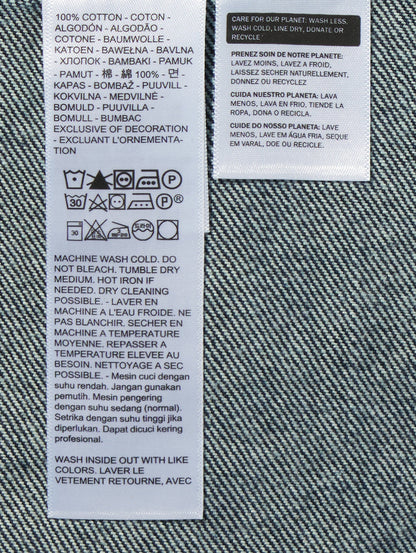 100% COTTON - COTON -
ALGODÓN - ALGODÃO -
COTONE - BAUMWOLLE -
KATOEN - BAWEŁNA - BAVLNA
- ХЛОПОК - BAMBAKI - PAMUK
- PAMUT - 棉 - 綿 100% - 면 -
KAPAS - BOMBAŽ - PUUVILL -
KOKVILNA - MEDVILNĖ -
BOMULD - PUUVILLA -
BOMULL - BUMBAC
EXCLUSIVE OF DECORATION
- EXCLUANT L'ORNEMENTA-
TION
P
30 P®
30 드라이
MACHINE WASH COLD. DO
NOT BLEACH. TUMBLE DRY
MEDIUM. HOT IRON IF
NEEDED. DRY CLEANING
POSSIBLE. - LAVER EN
MACHINE A L'EAU FROIDE. NE
PAS BLANCHIR. SECHER EN
MACHINE A TEMPERATURE
MOYENNE. REPASSER A
TEMPERATURE ELEVEE AU
BESOIN. NETTOYAGE A SEC
POSSIBLE. - Mesin cuci dengan
suhu rendah. Jangan gunakan
pemutih. Mesin pengering
dengan suhu sedang (normal).
Setrika dengan suhu tinggi jika
diperlukan. Dapat dicuci kering
profesional.
WASH INSIDE OUT WITH LIKE
COLORS. LAVER LE
VETEMENT RETOURNE, AVEC
CARE FOR OUR PLANET: WASH LESS,
WASH COLD, LINE DRY, DONATE OR
RECYCLE
PRENEZ SOIN DE NOTRE PLANETE:
LAVEZ MOINS, LAVEZ A FROID,
LAISSEZ SECHER NATURELLEMENT,
DONNEZ OU RECYCLEZ
CUIDA NUESTRO PLANETA: LAVA
MENOS, LAVA EN FRIO, TIENDE LA
ROPA, DONA O RECICLA.
CUIDE DO NOSSO PLANETA: LAVE
MENOS, LAVE EM ÁGUA FRIA, SEQUE
EM VARAL, DOE OU RECICLE.